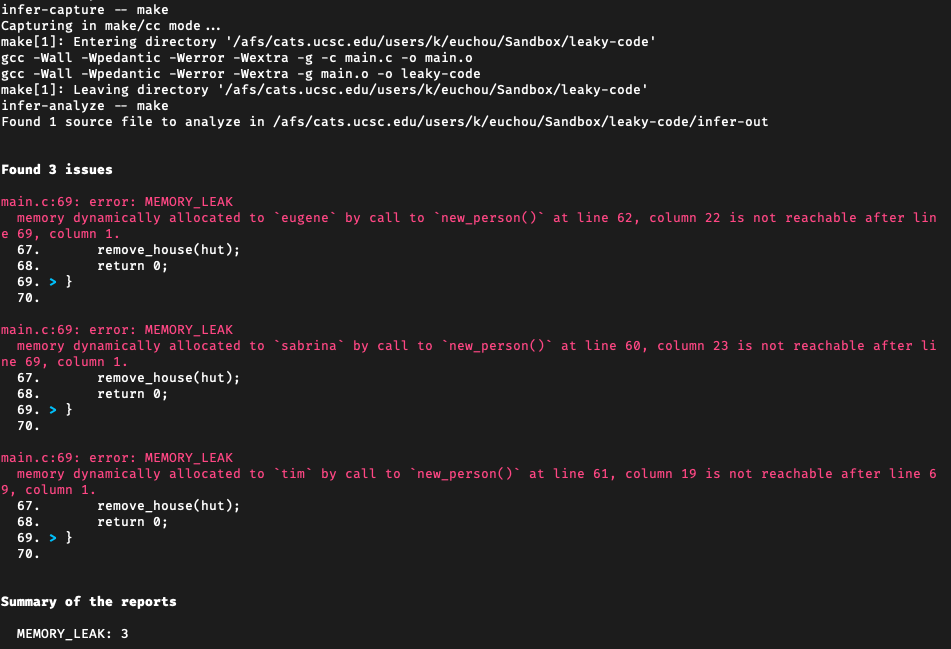 infer-capture -- make
Capturing in make/cc mode...
make[1]: Entering directory '/afs/cats.ucsc.edu/users/k/euchou/Sandbox/leaky-code'
gcc -Wall -Wpedantic -Werror -Wextra -g -c main.c -o main.o
gcc -Wall -Wpedantic -Werror -Wextra -g main.o -o leaky-code
make[1]: Leaving directory '/afs/cats.ucsc.edu/users/k/euchou/Sandbox/leaky-code'
infer-analyze -- make
Found 1 source file to analyze in /afs/cats.ucsc.edu/users/k/euchou/Sandbox/leaky-code/infer-out
Found 3 issues
main.c:69: error: MEMORY_LEAK
  memory dynamically allocated to `eugene` by call to `new_person()` at line 62, column 22 is not reachable after lin
e 69, column 1.
  67.       remove_house(hut);
  68.       return 0;
  69. > }
  70.
main.c:69: error: MEMORY_LEAK
  memory dynamically allocated to `sabrina` by call to `new_person()` at line 60, column 23 is not reachable after li
ne 69, column 1.
  67.       remove_house(hut);
  68.       return 0;
  69. > }
  70.
main.c:69: error: MEMORY_LEAK
  memory dynamically allocated to `tim` by call to `new_person()` at line 61, column 19 is not reachable after line 6
9, column 1.
  67.       remove_house(hut);
  68.       return 0;
  69. > }
  70.
Summary of the reports
  MEMORY_LEAK: 3